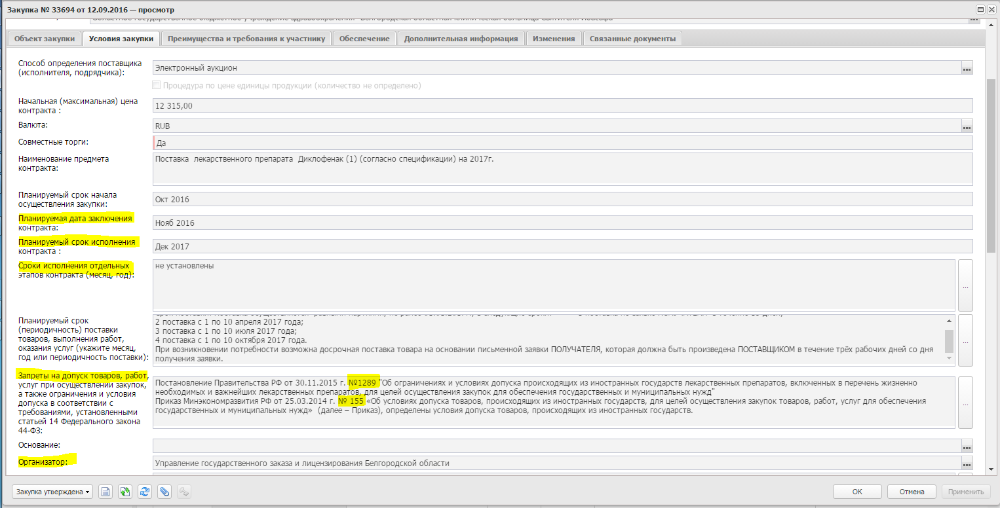 Закупка № 33694 от 12.09.2016 — просмотр
Объект закупки
Условия закупки
Преимущества и требования к участнику
Обеспечение
Дополнительная информация
Изменения
Связанные документы
Способ определения поставщика
(исполнителя, подрядчика):
Электронный аукцион
Процедура по цене единицы продукции (количество не определено)
Начальная (максимальная) цена
контракта :
12 315,00
Валюта:
RUB
Совместные торги:
Да
Наименование предмета
контракта:
Поставка лекарственного препарата Диклофенак (1) (согласно спецификации) на 2017г.
Планируемый срок начала
осуществления закупки:
Окт 2016
Планируемая дата заключения
контракта:
Нояб 2016
Планируемый срок исполнения
контракта :
Дек 2017
Сроки исполнения отдельных
этапов контракта (месяц, год):
не установлены
...
Планируемый срок
(периодичность) поставки
товаров, выполнения работ,
оказания услуг (укажите месяц,
год или периодичность поставки):
2 поставка с 1 по 10 апреля 2017 года;
3 поставка с 1 по 10 июля 2017 года;
4 поставка с 1 по 10 октября 2017 года.
При возникновении потребности возможна досрочная поставка товара на основании письменной заявки ПОЛУЧАТЕЛЯ, которая должна быть произведена ПОСТАВЩИКОМ в течение трёх рабочих дней со дня
получения заявки.
...
Запреты на допуск товаров, работ,
услуг при осуществлении закупок,
а также ограничения и условия
допуска в соответствии с
требованиями, установленными
статьей 14 Федерального закона
44-ФЗ:
Постановление Правительства РФ от 30.11.2015 г. №1289 "Об ограничениях и условиях допуска происходящих из иностранных государств лекарственных препаратов, включенных в перечень жизненно
необходимых и важнейших лекарственных препаратов, для целей осуществления закупок для обеспечения государственных и муниципальных нужд"
Приказ Минэкономразвития РФ от 25.03.2014 г. № 155 «Об условиях допуска товаров, происходящих из иностранных государств, для целей осуществления закупок товаров, работ, услуг для обеспечения
государственных и муниципальных нужд» (далее – Приказ), определены условия допуска товаров, происходящих из иностранных государств.
...
Основание:
Организатор:
Управление государственного заказа и лицензирования Белгородской области
Закупка утверждена
ОК
Отмена
Применить